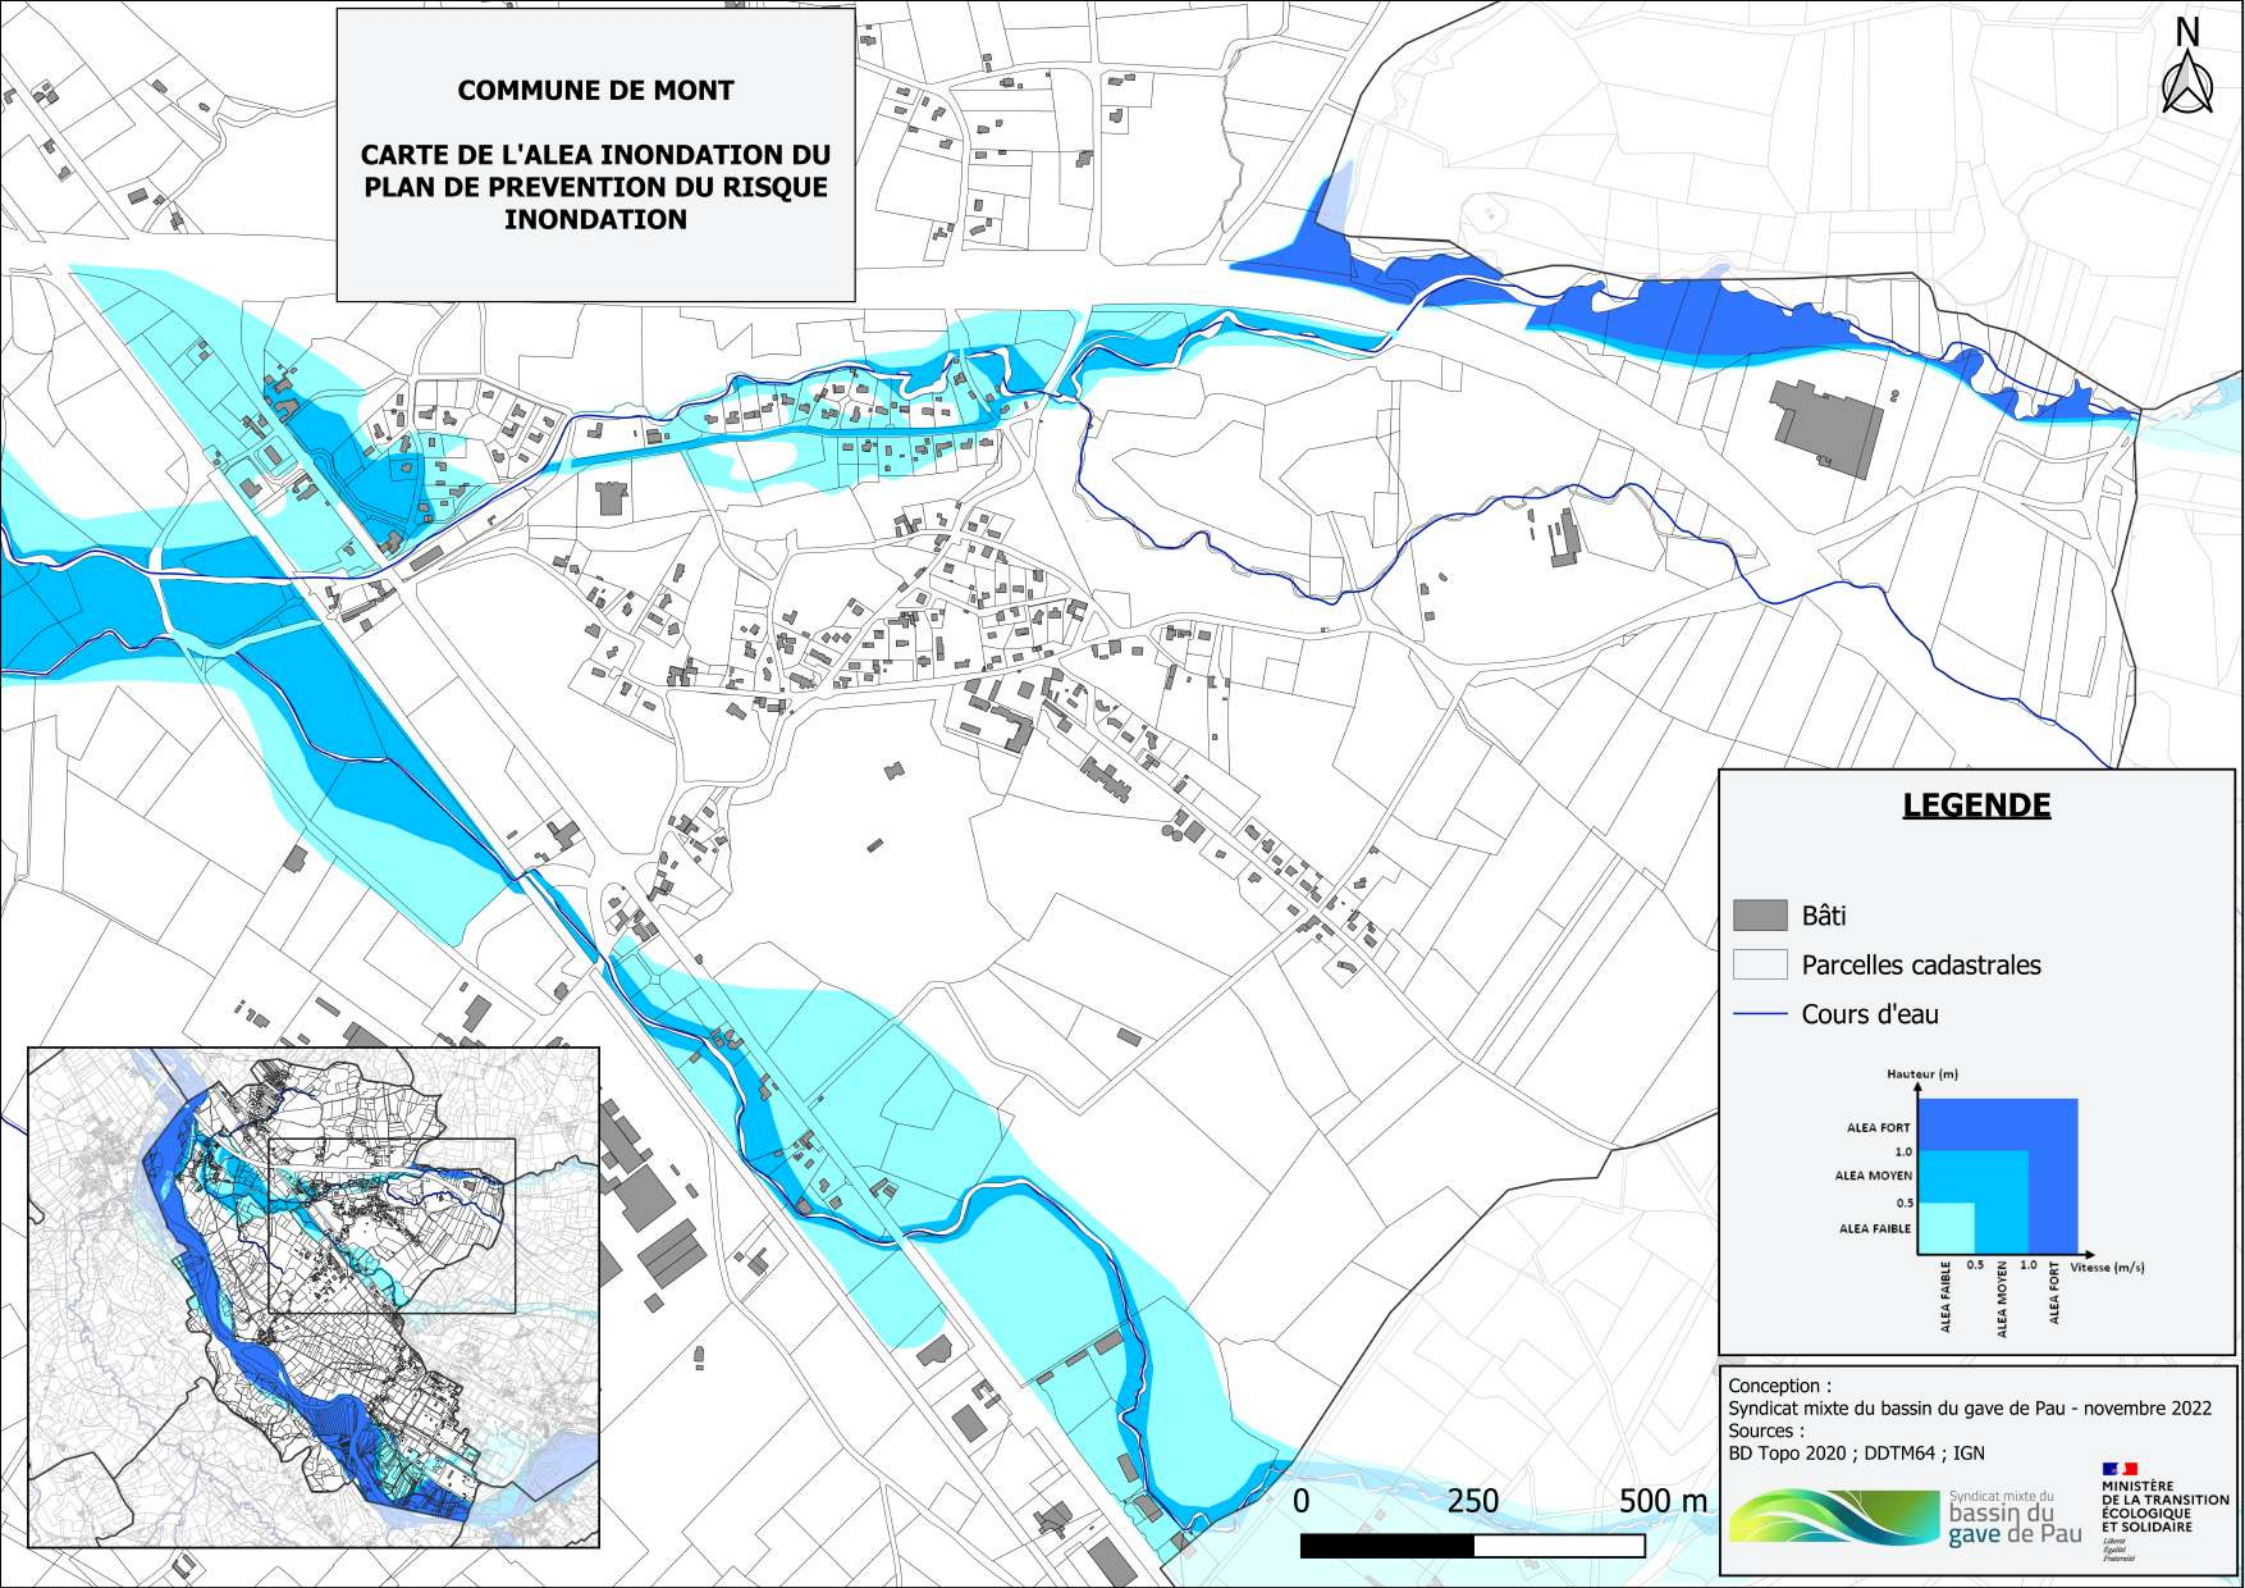 COMMUNE DE MONT
CARTE DE L'ALEA INONDATION DU
PLAN DE PREVENTION DU RISQUE
INONDATION
N
LEGENDE
Bâti
Parcelles cadastrales
Cours d'eau
Hauteur (m)
ALEA FORT
1.0
ALEA MOYEN
0.5
ALEA FAIBLE
0.5
1.0
Vitesse (m/s)
ALEA FAIBLE
ALEA MOYEN
ALEA FORT
0
250
500 m
Conception :
Syndicat mixte du bassin du gave de Pau - novembre 2022
Sources :
BD Topo 2020 ; DDTM64 ; IGN
Syndicat mixte du
bassin du
gave de Pau
MINISTÈRE
DE LA TRANSITION
ÉCOLOGIQUE
ET SOLIDAIRE
Liberté
Égalité
Fraternité